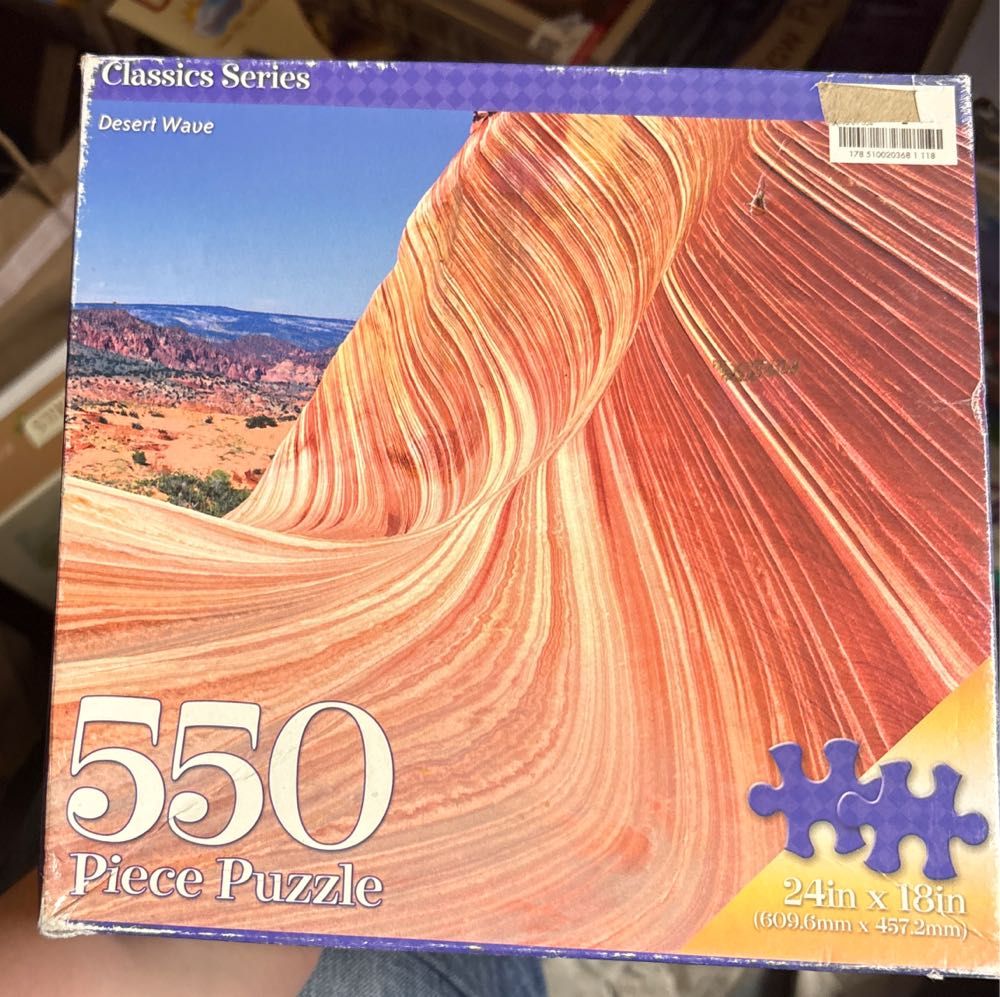 Classics Series
Desert Wave
178 510020368 1 118
550
Piece Puzzle
24in x 18in
(609.6mm x 457.2mm)